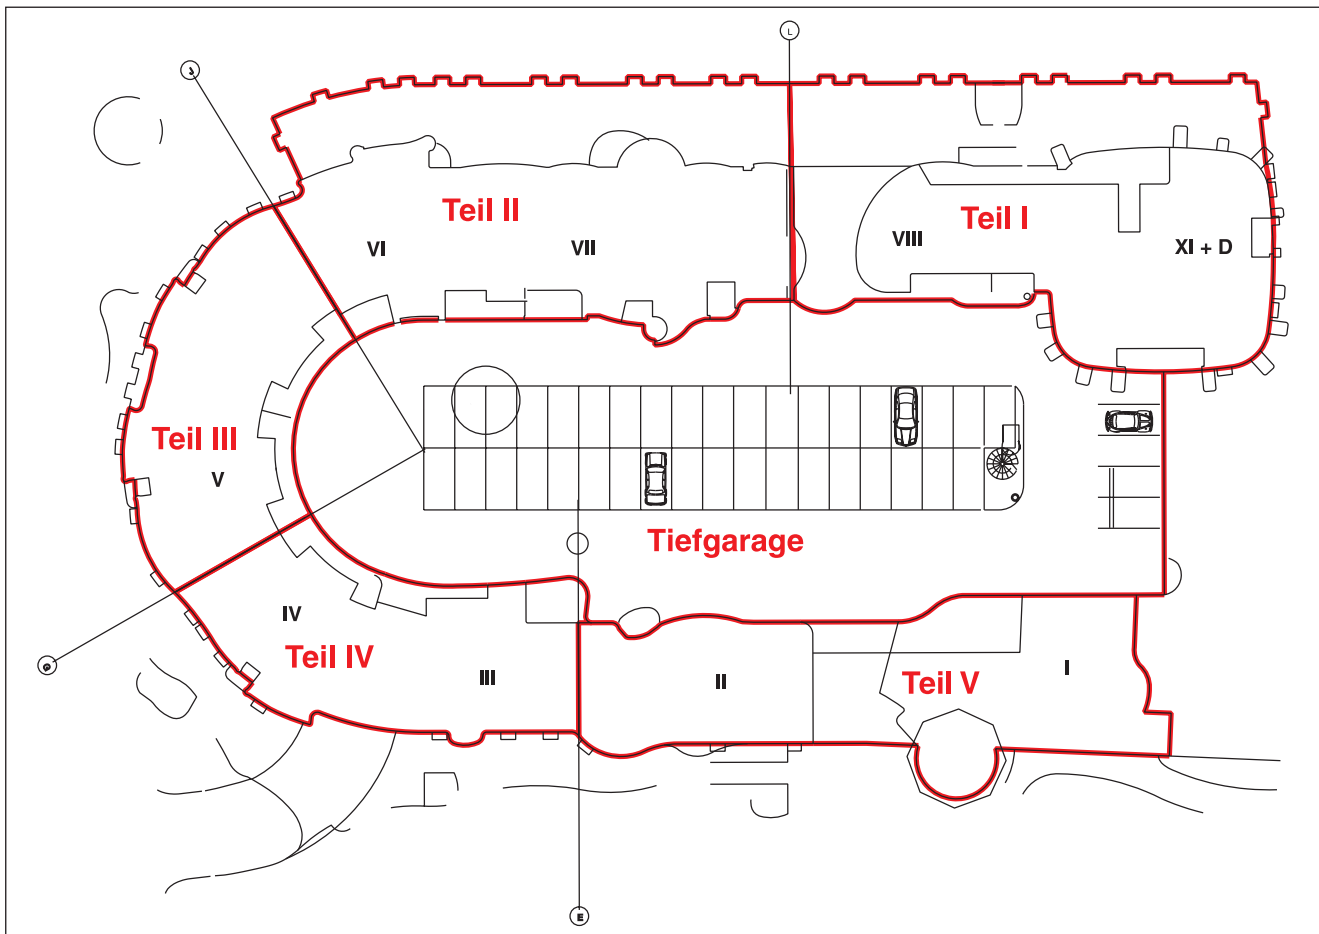 L
J
Teil II
Teil I
VI
VII
VIII
XI + D
Teil III
V
Tiefgarage
IV
Teil IV
III
II
Teil V
I
G
E